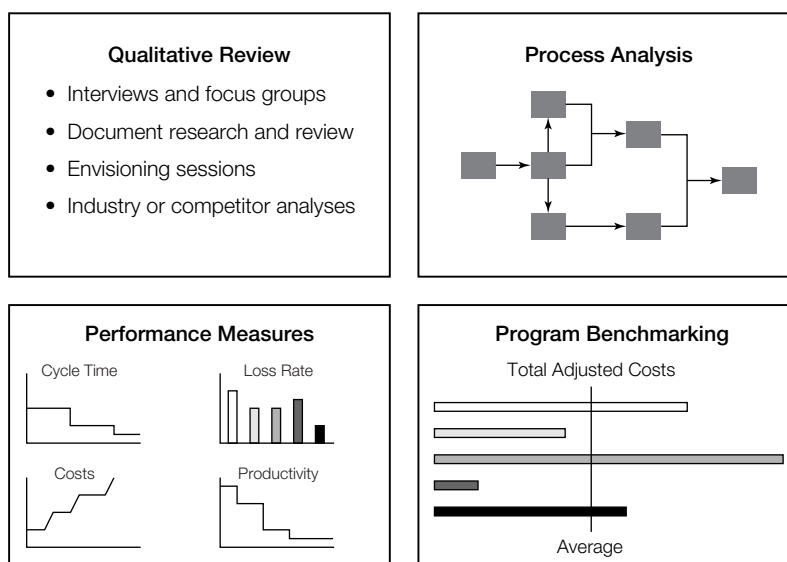 Qualitative Review
• Interviews and focus groups
• Document research and review
• Envisioning sessions
• Industry or competitor analyses
Process Analysis
Performance Measures
Cycle Time
Loss Rate
Costs
Productivity
Program Benchmarking
Total Adjusted Costs
Average